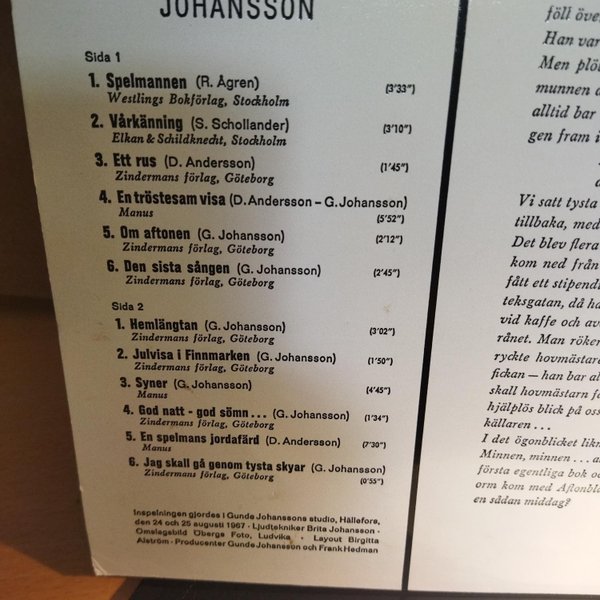 JOHANSSON
Sida 1
1. Spelmannen (R. Ågren) (3'33")
Westlings Bokförlag, Stockholm
2. Vårkänning (S. Schollander) (3'10")
Elkan & Schildknecht, Stockholm
3. Ett rus (D. Andersson) (1'45")
Zindermans förlag, Göteborg
4. En tröstesam visa (D. Andersson – G. Johansson)
Manus (5'52")
5. Om aftonen (G. Johansson) (2'12")
Zindermans förlag, Göteborg
6. Den sista sången (G. Johansson) (2'45")
Zindermans förlag, Göteborg
Sida 2
1. Hemlängtan (G. Johansson) (3'02")
Zindermans förlag, Göteborg
2. Julvisa i Finnmarken (G. Johansson) (1'50")
Zindermans förlag, Göteborg
3. Syner (G. Johansson) (4'45")
Manus
4. God natt - god sömn... (G. Johansson) (1'34")
Zindermans förlag, Göteborg
5. En spelmans jordafärd (D. Andersson) (7'30")
Manus
6. Jag skall gå genom tysta skyar (G. Johansson)
Zindermans förlag, Göteborg (0'55")
Inspelningen gjordes i Gunde Johanssons studio, Hällefors,
den 24 och 25 augusti 1967 · Ljudtekniker Brita Johansson ·
Omslagsbild Öbergs Foto, Ludvika · Layout Birgitta
Alström · Producenter Gunde Johansson och Frank Hedman
föll öve
Han var
Men plöt
munnen a
alltid bar
gen fram i
Vi satt tysta
tillbaka, med
Det blev flera
kom ned från
fått ett stipend
teksgatan, då ha
vid kaffe och av
rånet. Man röker
ryckte hovmästare
fickan – han bar al
skall hovmästarn fa
hjälplös blick på oss
källaren...
I det ögonblicket likn
Minnen, minnen ... a
första egentliga bok o
orm kom med Aftonbla
en sådan middag?